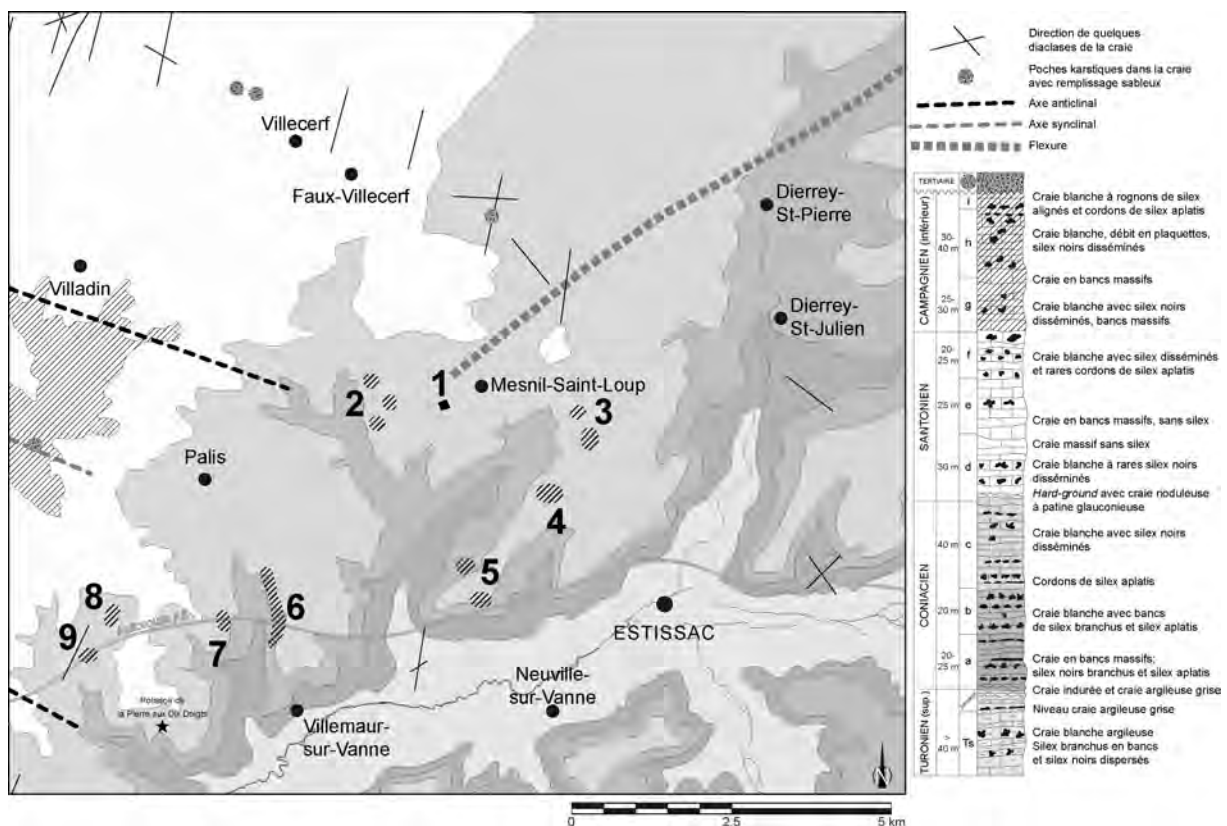 Villecerf
Faux-Villecerf
Dierrey-
St-Pierre
Villadin
Dierrey-
St-Julien
1
Mesnil-Saint-Loup
2
3
Palis
4
5
8
6
9
7
ESTISSAC
Autoroute A5
Neuville-
sur-Vanne
Polissoir de
la Pierre aux Dix Doigts
Villemaur-
sur-Vanne
N
0
2.5
5 km
Direction de quelques
diaclases de la craie
Poches karstiques dans la craie
avec remplissage sableux
Axe anticlinal
Axe synclinal
Flexure
TERTIAIRE
CAMPAGNIEN (inférieur)
i
Craie blanche à rognons de silex
alignés et cordons de silex aplatis
30-
40 m
h
Craie blanche, débit en plaquettes,
silex noirs disséminés
Craie en bancs massifs
25-
30 m
g
Craie blanche avec silex noirs
disséminés, bancs massifs
SANTONIEN
20-
25 m
f
Craie blanche avec silex disséminés
et rares cordons de silex aplatis
25 m
e
Craie en bancs massifs, sans silex
Craie massif sans silex
30 m
d
Craie blanche à rares silex noirs
disséminés
Hard-ground avec craie noduleuse
à patine glauconieuse
CONIACIEN
40 m
c
Craie blanche avec silex noirs
disséminés
Cordons de silex aplatis
20 m
b
Craie blanche avec bancs
de silex branchus et silex aplatis
20-
25 m
a
Craie en bancs massifs;
silex noirs branchus et silex aplatis
Craie indurée et craie argileuse grise
TURONIEN (sup.)
Niveau craie argileuse grise
>
40 m
Ts
Craie blanche argileuse
Silex branchus en bancs
et silex noirs dispersés